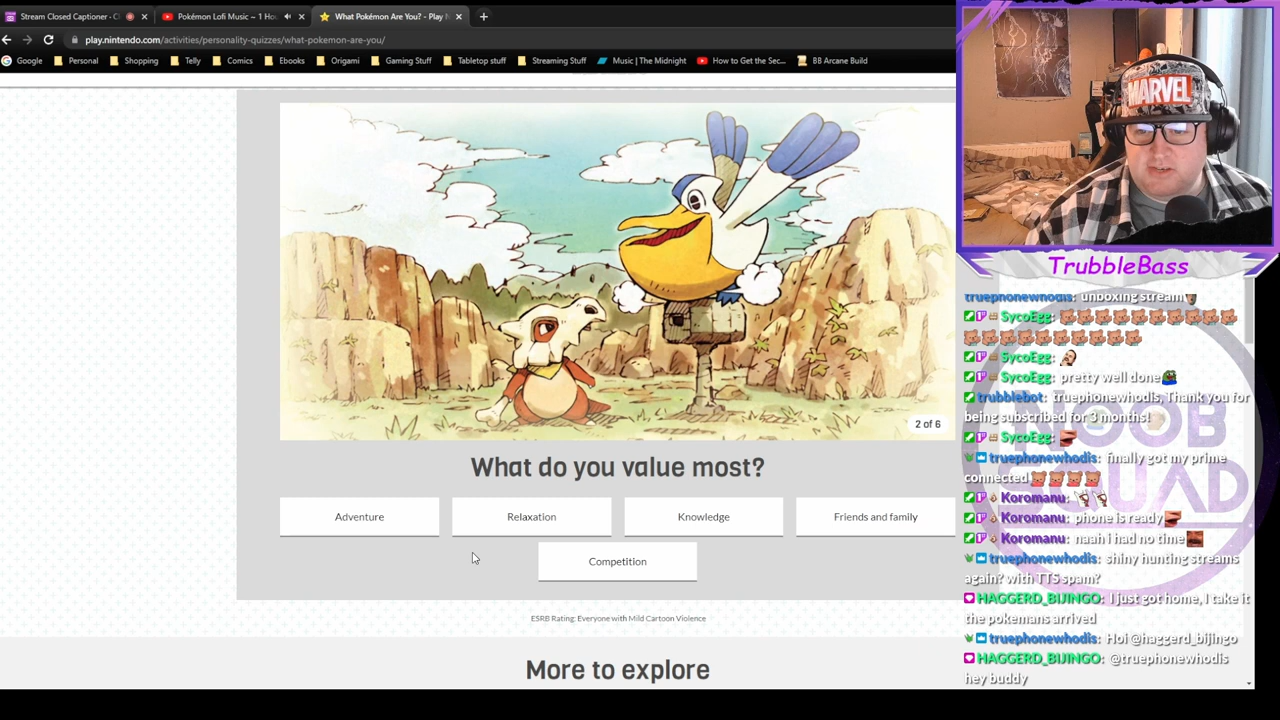 Stream Closed Captioner - C
Pokémon Lofi Music ~ 1 Hou
What Pokémon Are You? - Play N
play.nintendo.com/activities/personality-quizzes/what-pokemon-are-you/
Google Personal Shopping Telly Comics Ebooks Origami Gaming Stuff Tabletop stuff Streaming Stuff Music | The Midnight How to Get the Sec... BB Arcane Build
MARVEL
TrubbleBass
2 of 6
What do you value most?
Adventure
Relaxation
Knowledge
Friends and family
Competition
ESRB Rating: Everyone with Mild Cartoon Violence
More to explore
truephonewhodis: unboxing stream
SycoEgg:
SycoEgg:
SycoEgg: pretty well done
trubblebot: truephonewhodis, Thank you for
being subscribed for 3 months!
SycoEgg:
truephonewhodis: finally got my prime
connected
Koromanu:
Koromanu: phone is ready
Koromanu: naah i had no time
truephonewhodis: shiny hunting streams
again? with TTS spam?
HAGGERD_BIJINGO: I just got home, I take it
the pokemans arrived
truephonewhodis: Hoi @haggerd_bijingo
HAGGERD_BIJINGO: @truephonewhodis
hey buddy
NOOB
SQUAD